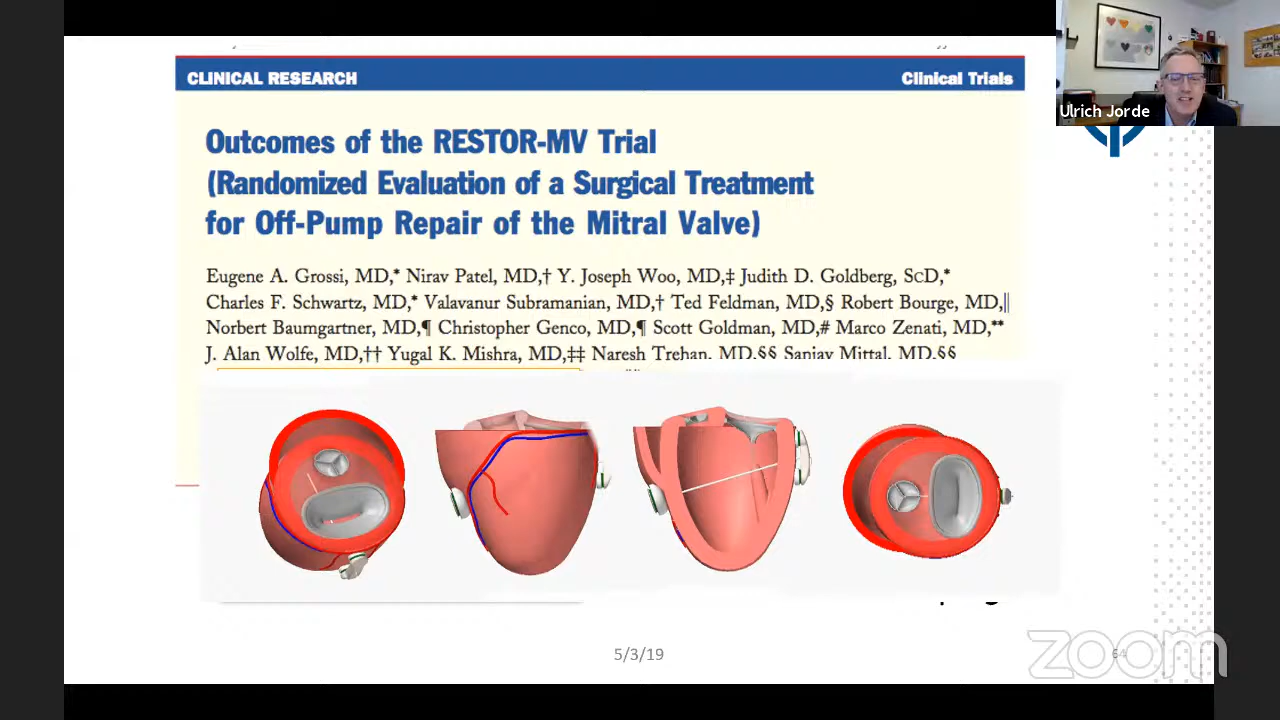 CLINICAL RESEARCH
Clinical Trials
Ulrich Jorde
Outcomes of the RESTOR-MV Trial
(Randomized Evaluation of a Surgical Treatment
for Off-Pump Repair of the Mitral Valve)
Eugene A. Grossi, MD,* Nirav Patel, MD,† Y. Joseph Woo, MD,‡ Judith D. Goldberg, ScD,*
Charles F. Schwartz, MD,* Valavanur Subramanian, MD,† Ted Feldman, MD,§ Robert Bourge, MD,||
Norbert Baumgartner, MD,¶ Christopher Genco, MD,¶ Scott Goldman, MD,# Marco Zenati, MD,**
J. Alan Wolfe, MD,†† Yugal K. Mishra, MD,‡‡ Naresh Trehan, MD,§§ Sanjay Mittal, MD,§§
5/3/19
64
zoom